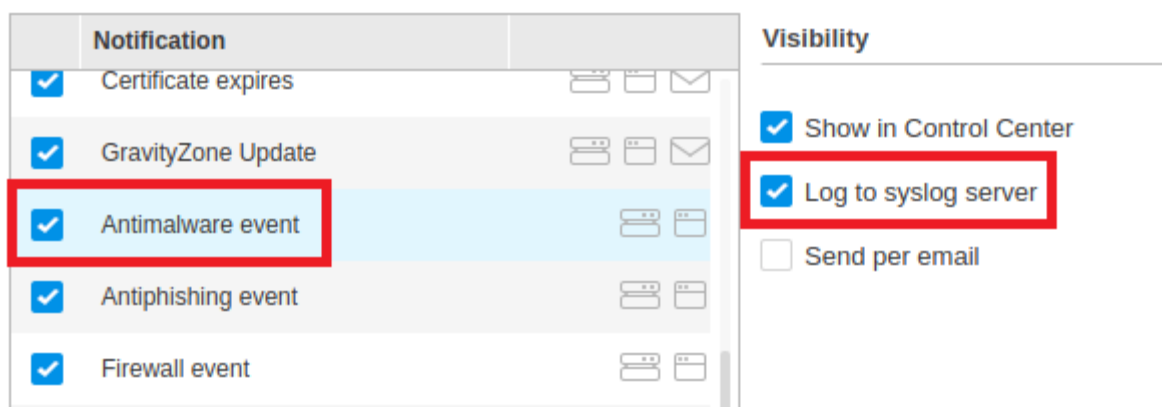 Notification
Certificate expires
GravityZone Update
Antimalware event
Antiphishing event
Firewall event
Visibility
Show in Control Center
Log to syslog server
Send per email